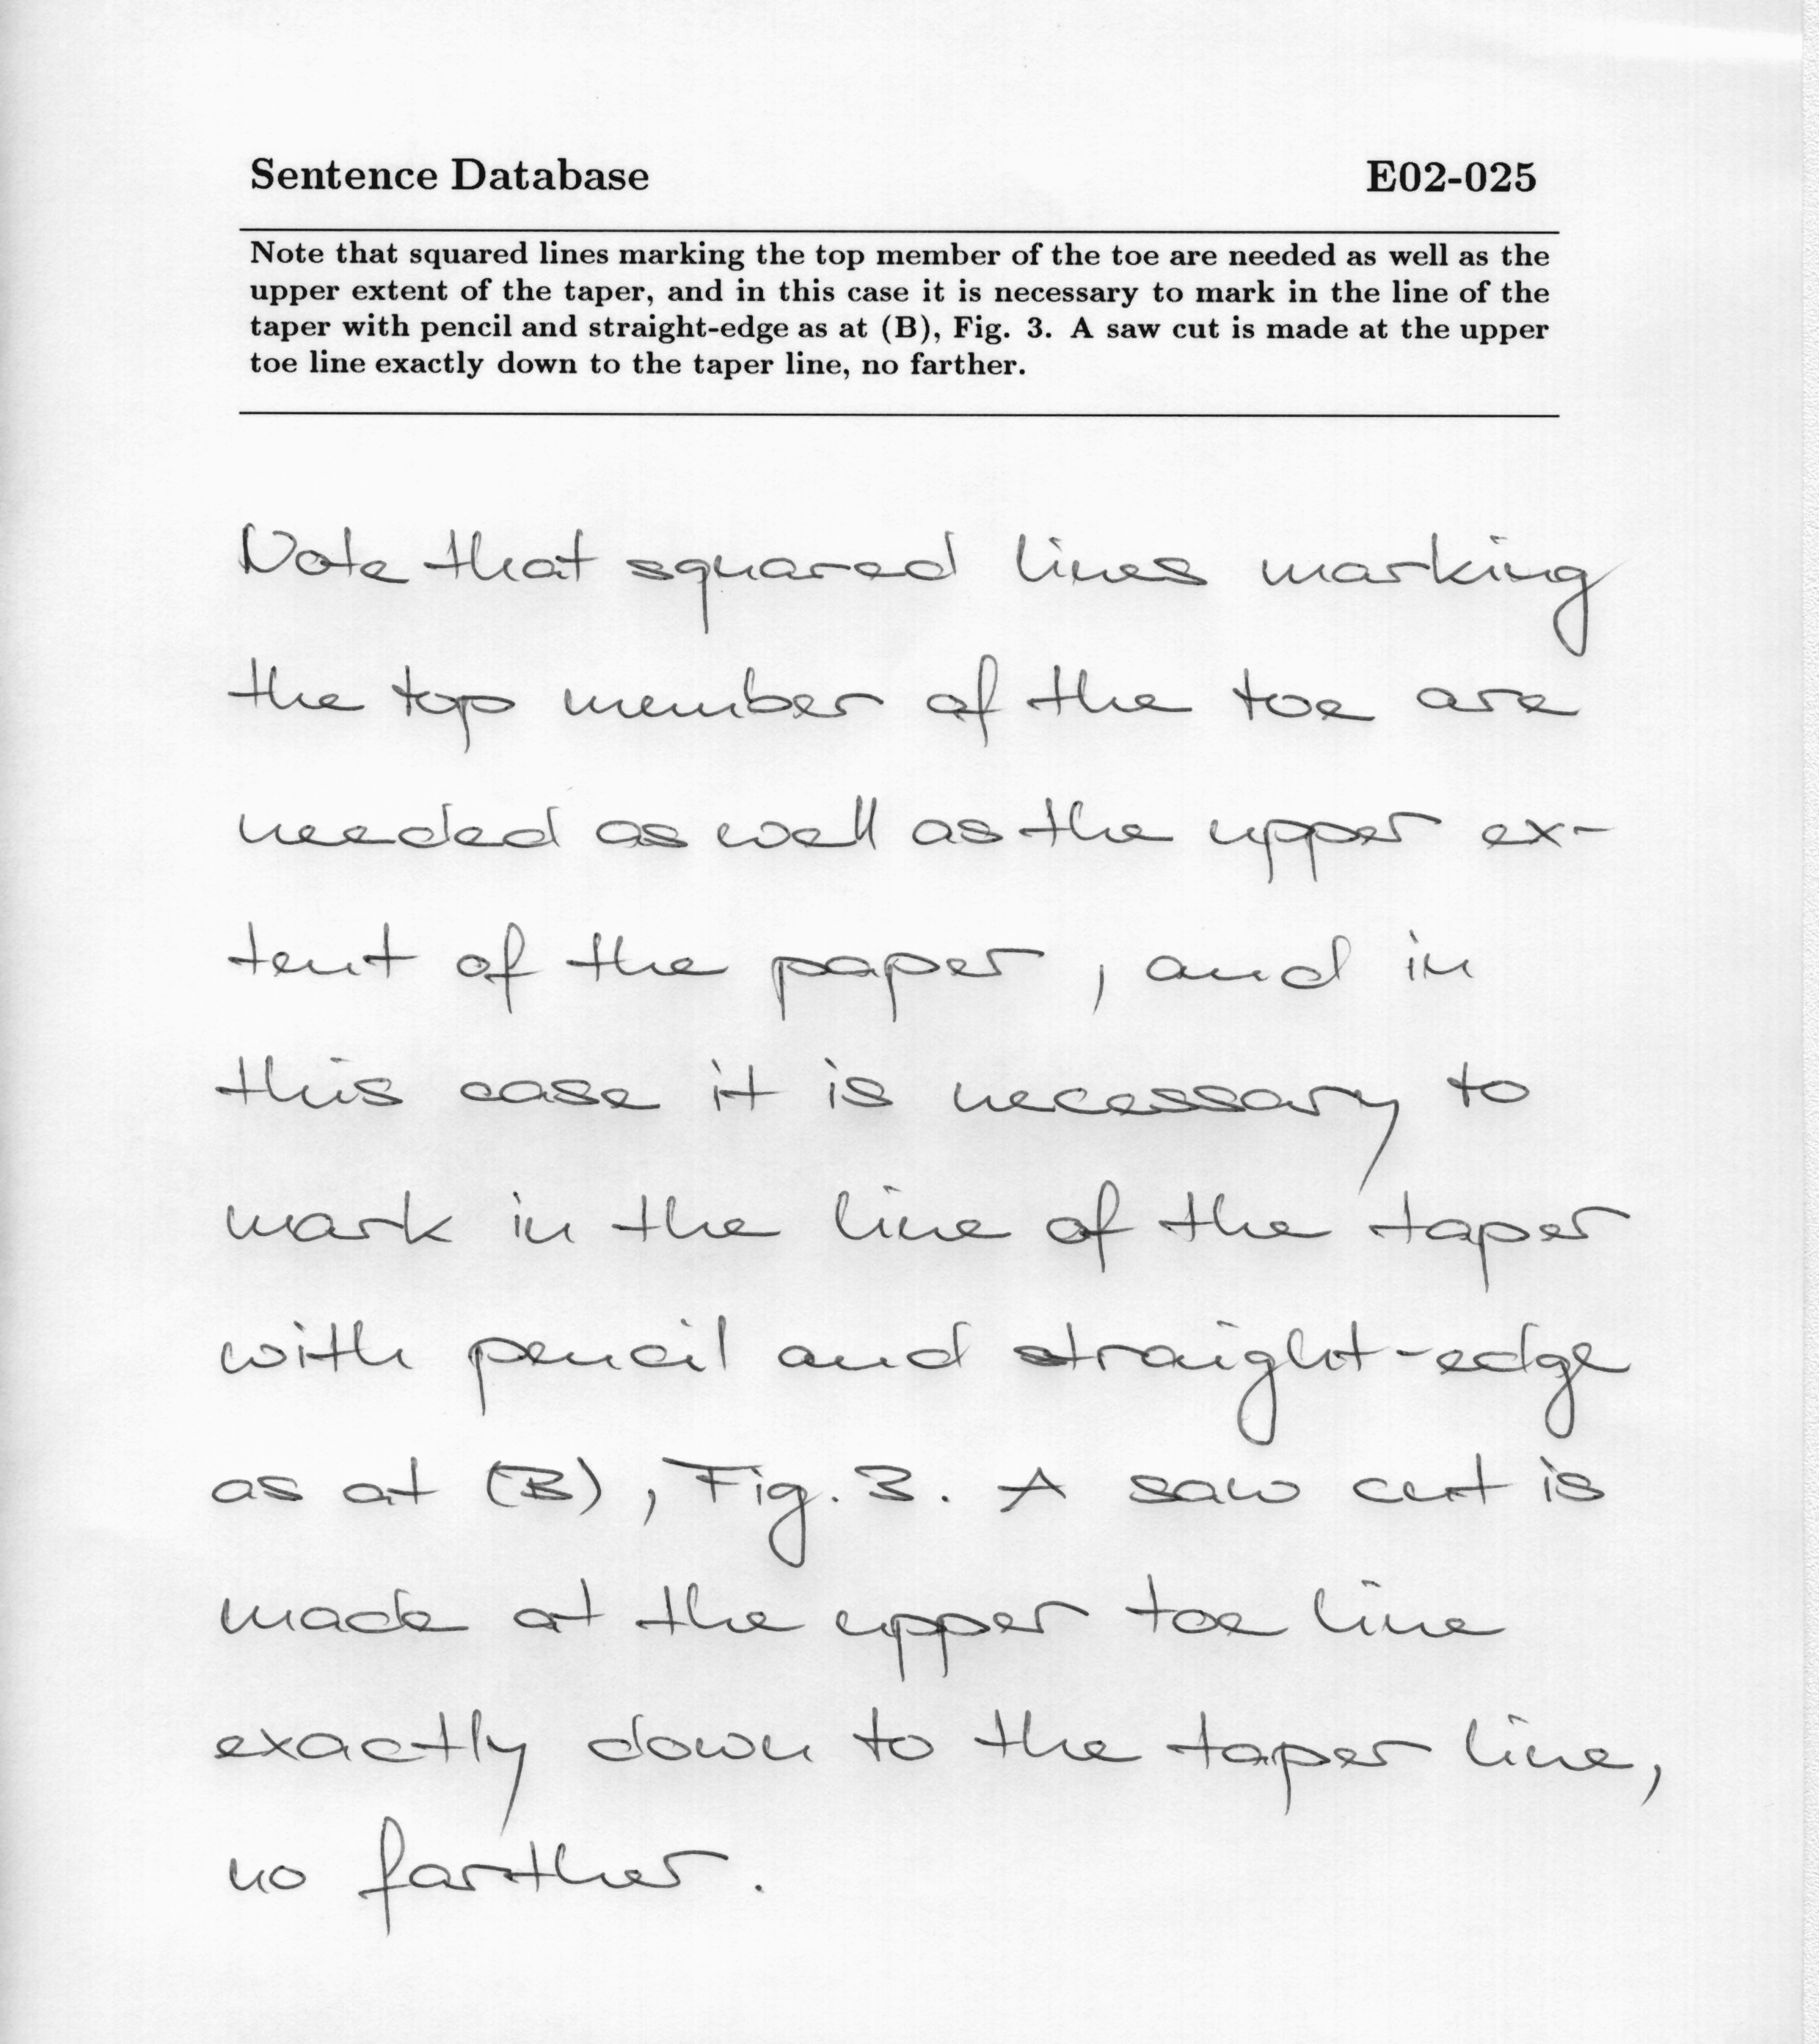 Sentence Database E02-025
Note that squared lines marking the top member of the toe are needed as well as the
upper extent of the taper, and in this case it is necessary to mark in the line of the
taper with pencil and straight-edge as at (B), Fig. 3. A saw cut is made at the upper
toe line exactly down to the taper line, no farther.
Note that squared lines marking
the top member of the toe are
needed as well as the upper ex-
tent of the paper, and in
this case it is necessary to
mark in the line of the taper
with pencil and straight-edge
as at (B), Fig. 3. A saw cut is
made at the upper toe line
exactly down to the taper line,
no farther.